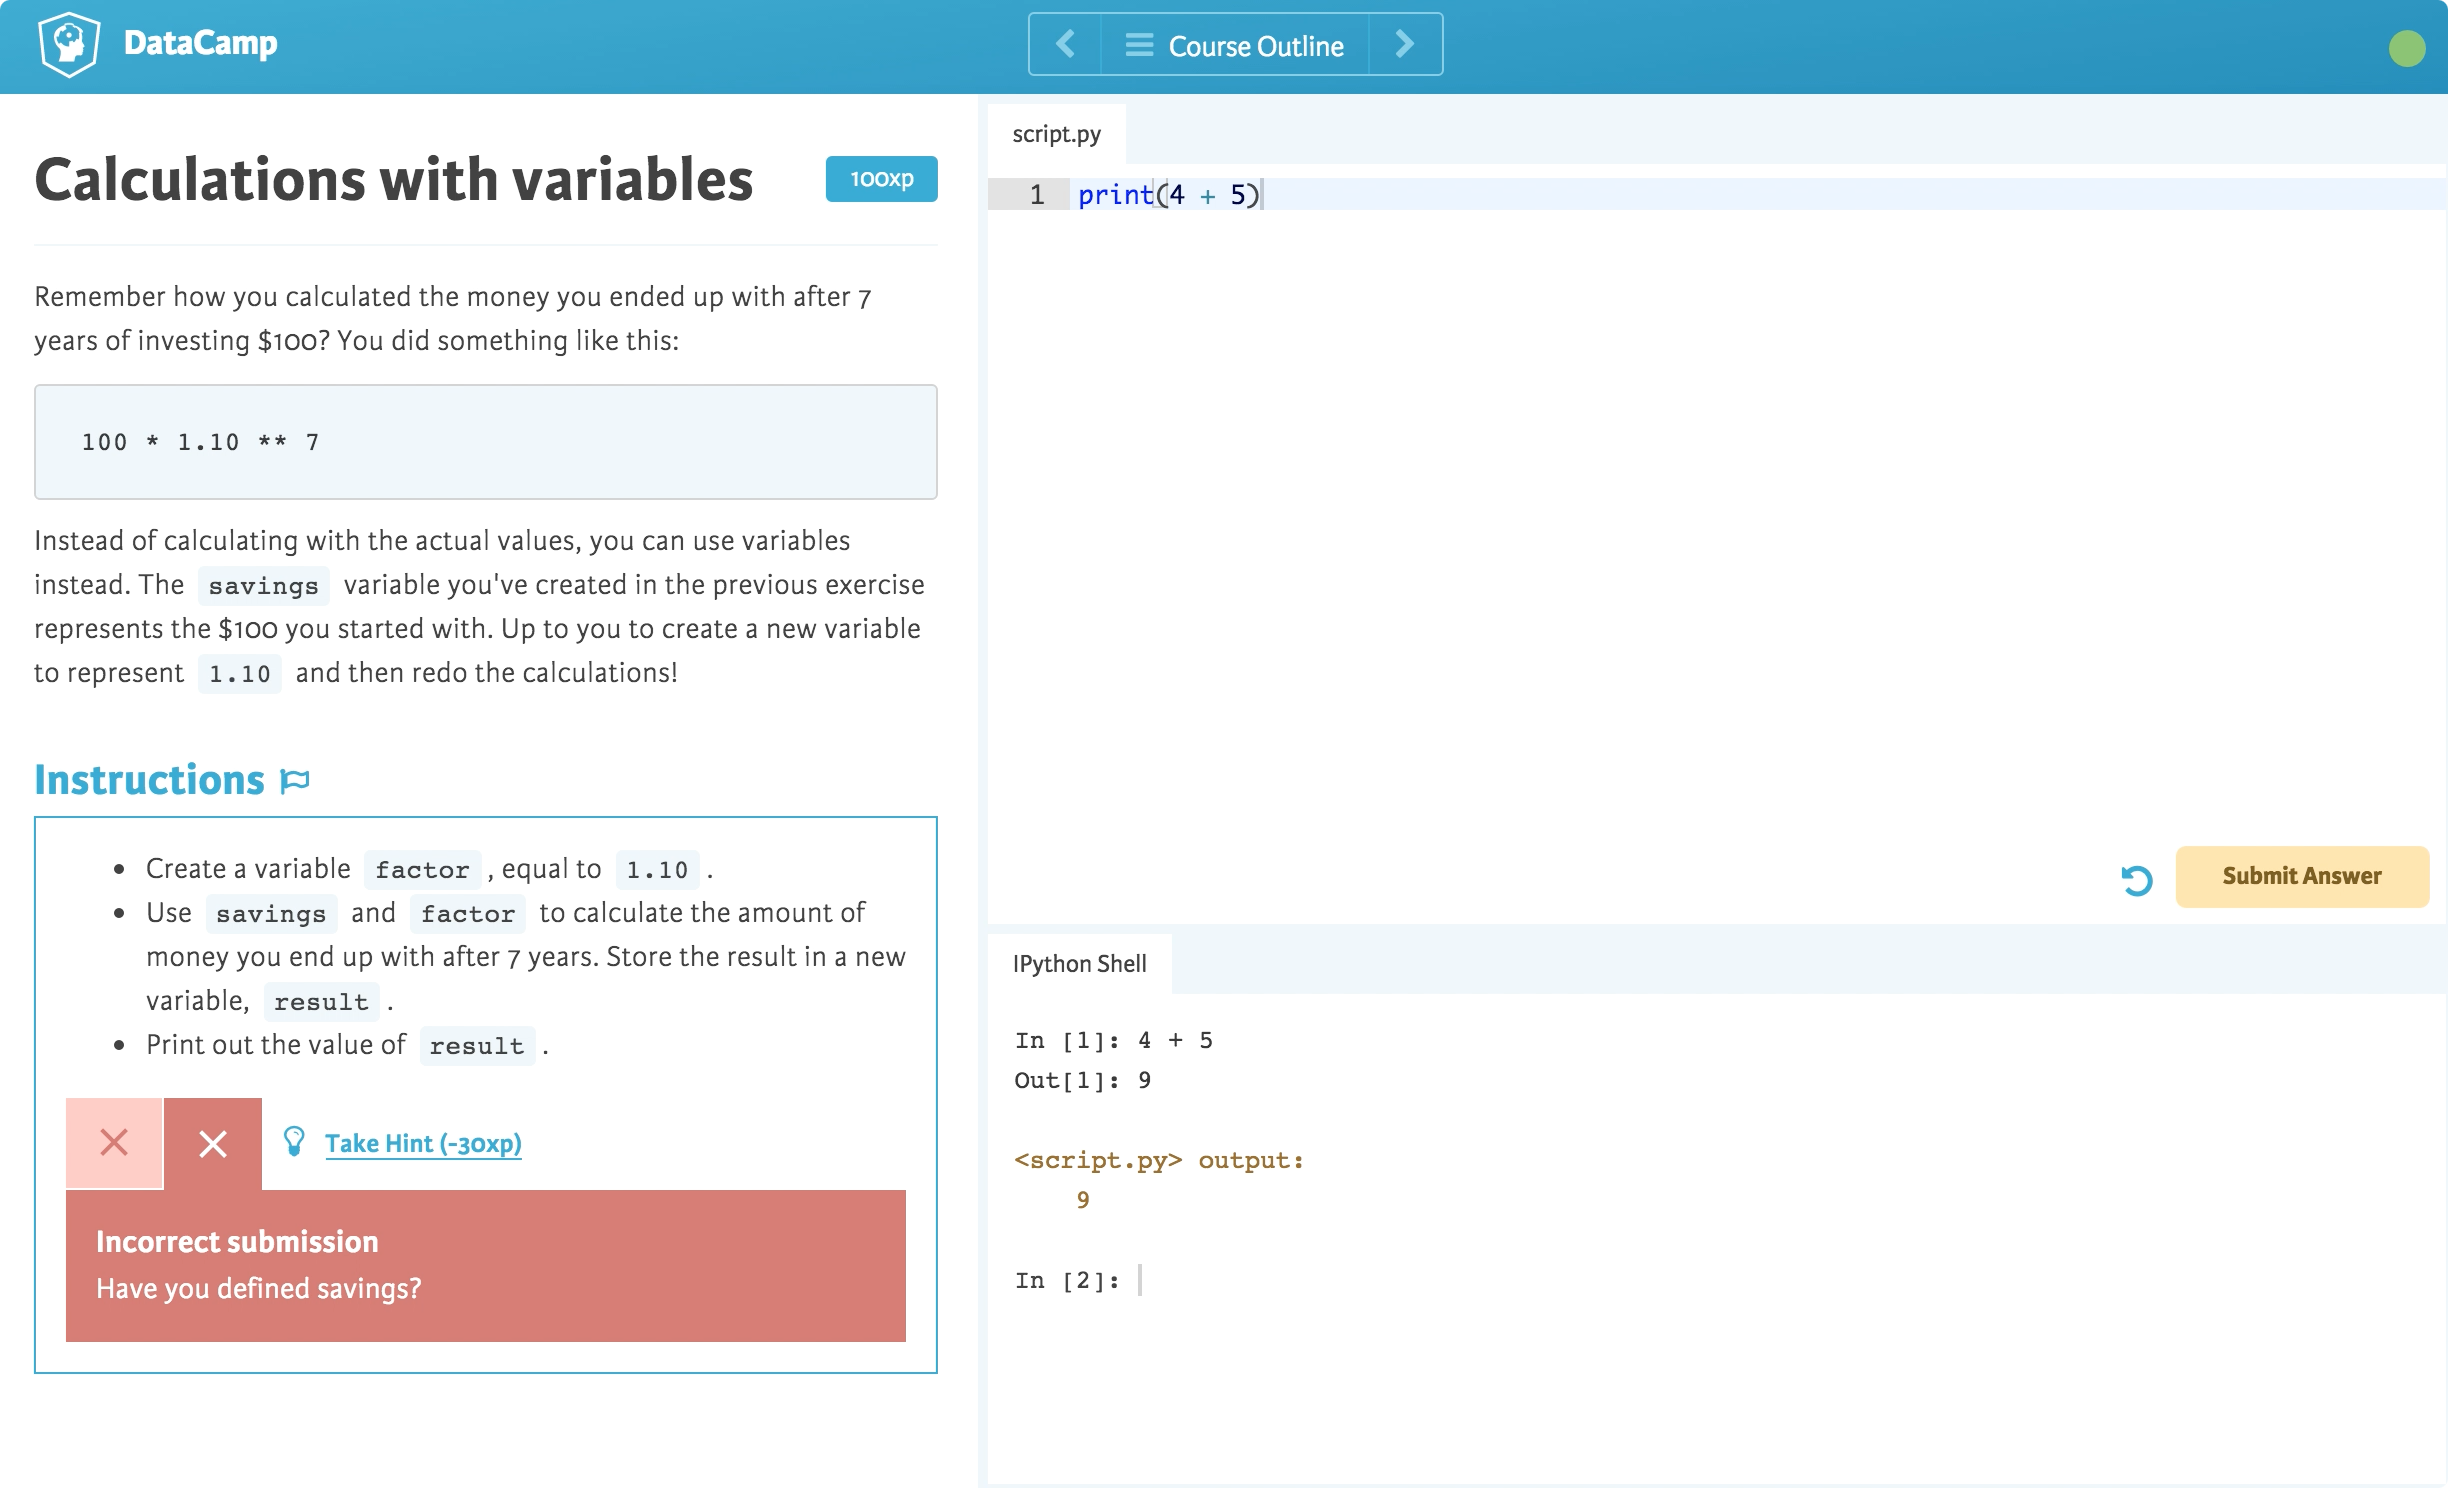 DataCamp
Course Outline
Calculations with variables
100xp
Remember how you calculated the money you ended up with after 7
years of investing $100? You did something like this:
100 * 1.10 ** 7
Instead of calculating with the actual values, you can use variables
instead. The savings variable you've created in the previous exercise
represents the $100 you started with. Up to you to create a new variable
to represent 1.10 and then redo the calculations!
Instructions
• Create a variable factor , equal to 1.10 .
• Use savings and factor to calculate the amount of
money you end up with after 7 years. Store the result in a new
variable, result .
• Print out the value of result .
Take Hint (-30xp)
Incorrect submission
Have you defined savings?
script.py
1 print(4 + 5)
Submit Answer
IPython Shell
In [1]: 4 + 5
Out[1]: 9
<script.py> output:
9
In [2]: